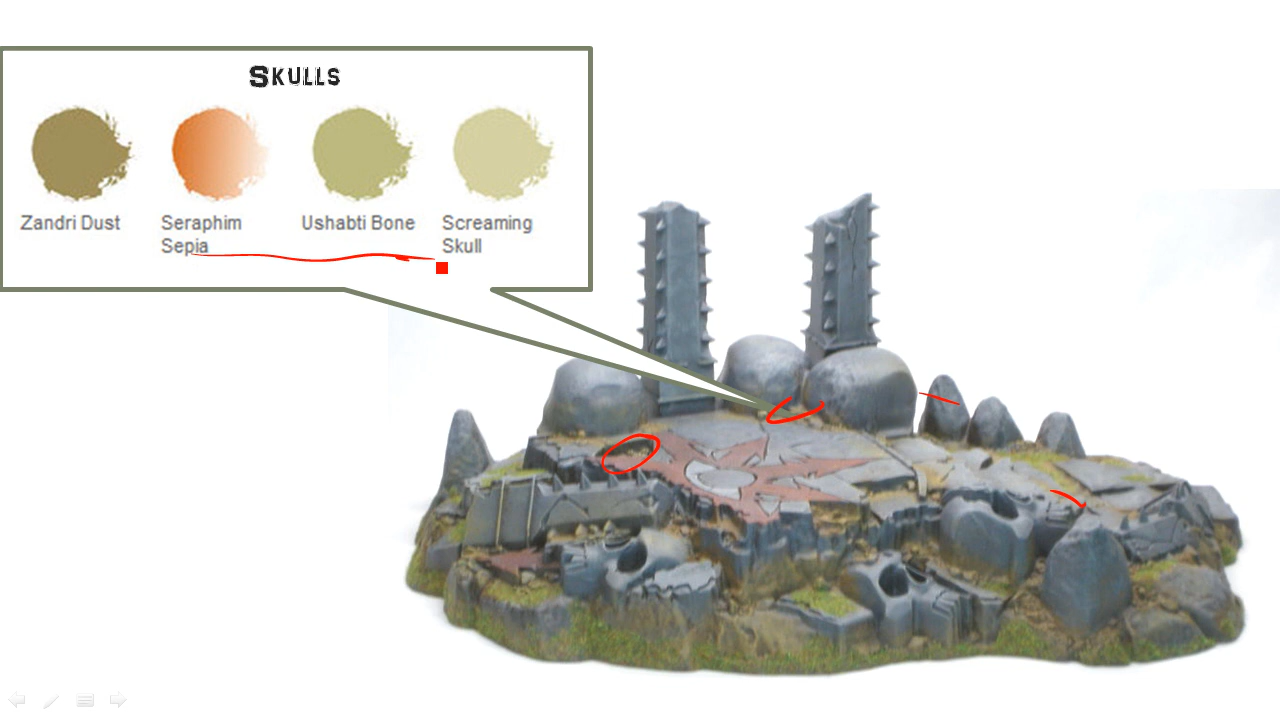 SKULLS
Zandri Dust
Seraphim
Sepia
Ushabti Bone
Screaming
Skull